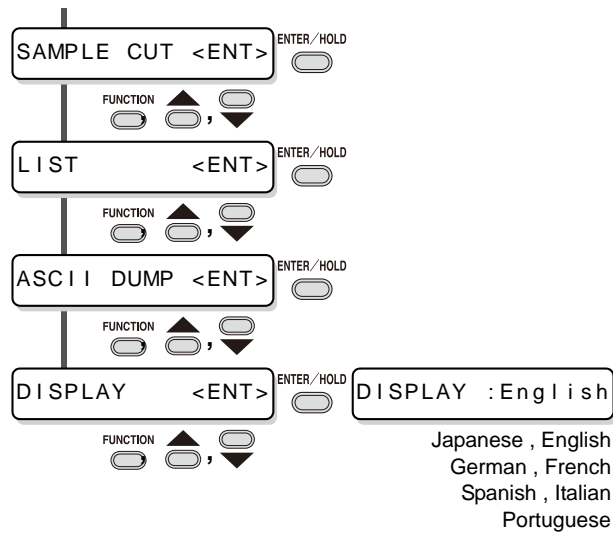 SAMPLE CUT <ENT> ENTER/HOLD
FUNCTION , ,
LIST <ENT> ENTER/HOLD
FUNCTION , ,
ASCII DUMP <ENT> ENTER/HOLD
FUNCTION , ,
DISPLAY <ENT> ENTER/HOLD DISPLAY :English
FUNCTION , ,
Japanese , English
German , French
Spanish , Italian
Portuguese